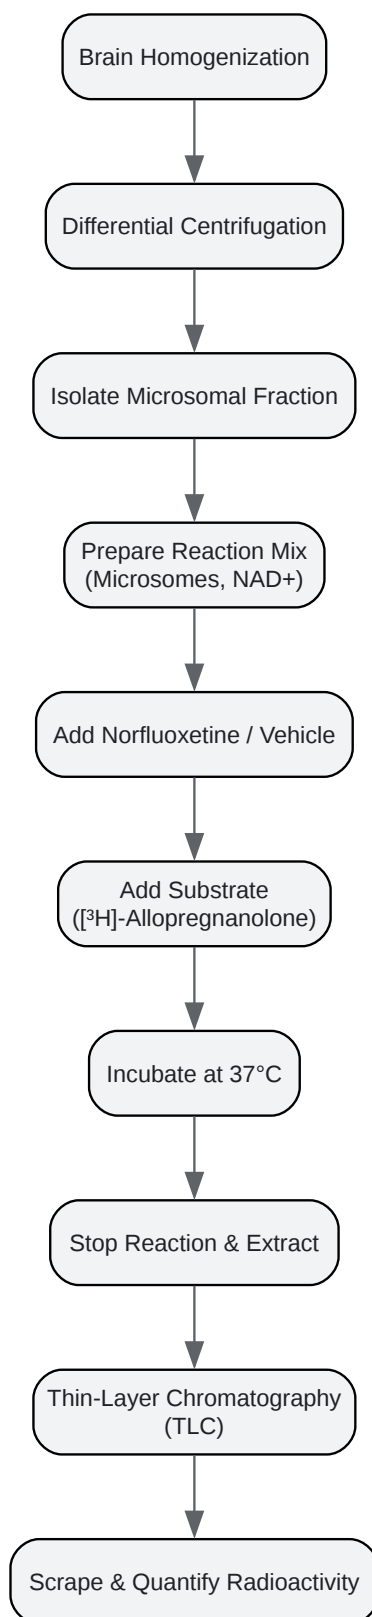 Brain Homogenization
Differential Centrifugation
Isolate Microsomal Fraction
Prepare Reaction Mix
(Microsomes, NAD+)
Add Norfluoxetine / Vehicle
Add Substrate
([³H]-Allopregnanolone)
Incubate at 37°C
Stop Reaction & Extract
Thin-Layer Chromatography
(TLC)
Scrape & Quantify Radioactivity